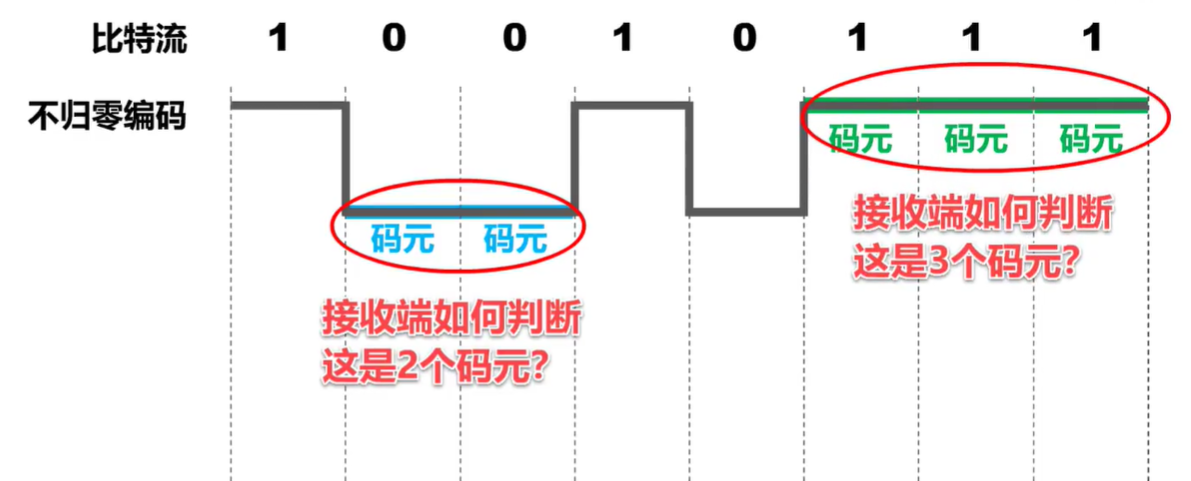 比特流 1 0 0 1 0 1 1 1
不归零编码
码元 码元 码元
码元 码元
接收端如何判断
这是3个码元?
接收端如何判断
这是2个码元?